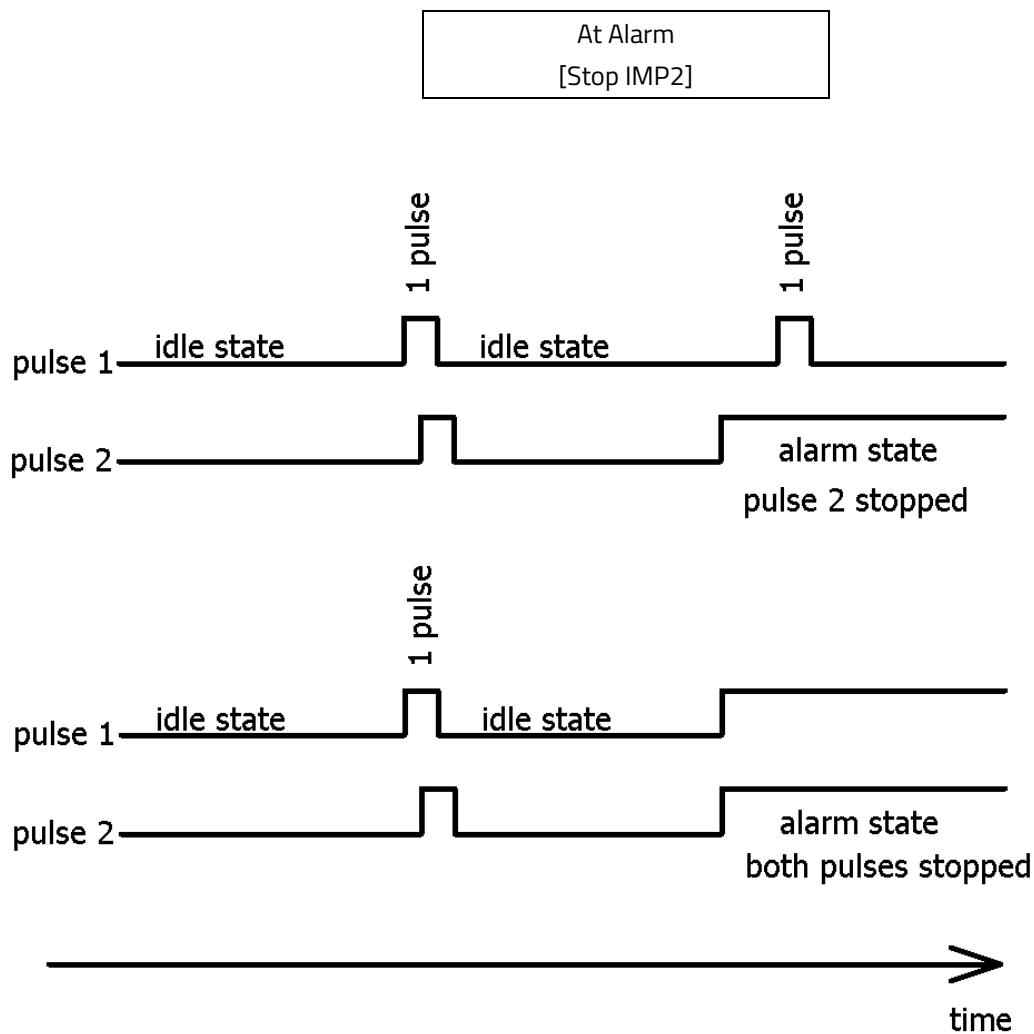 At Alarm
[Stop IMP2]
1 pulse
1 pulse
pulse 1
idle state
idle state
pulse 2
alarm state
pulse 2 stopped
1 pulse
pulse 1
idle state
idle state
pulse 2
alarm state
both pulses stopped
time